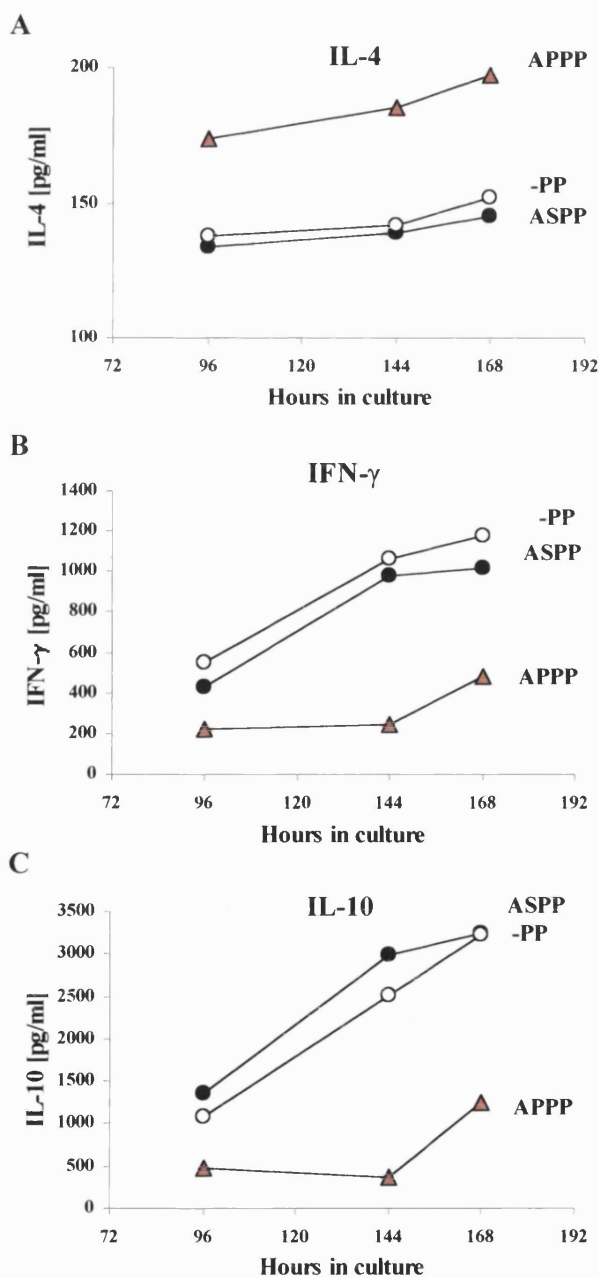 A
IL-4
APPP
200
150
100
IL-4 [pg/ml]
-PP
ASPP
72 96 120 144 168 192
Hours in culture
B
IFN-γ
1400
1200
1000
800
600
400
200
0
IFN-γ [pg/ml]
-PP
ASPP
APPP
72 96 120 144 168 192
Hours in culture
C
IL-10
3500
3000
2500
2000
1500
1000
500
0
IL-10 [pg/ml]
ASPP
-PP
APPP
72 96 120 144 168 192
Hours in culture